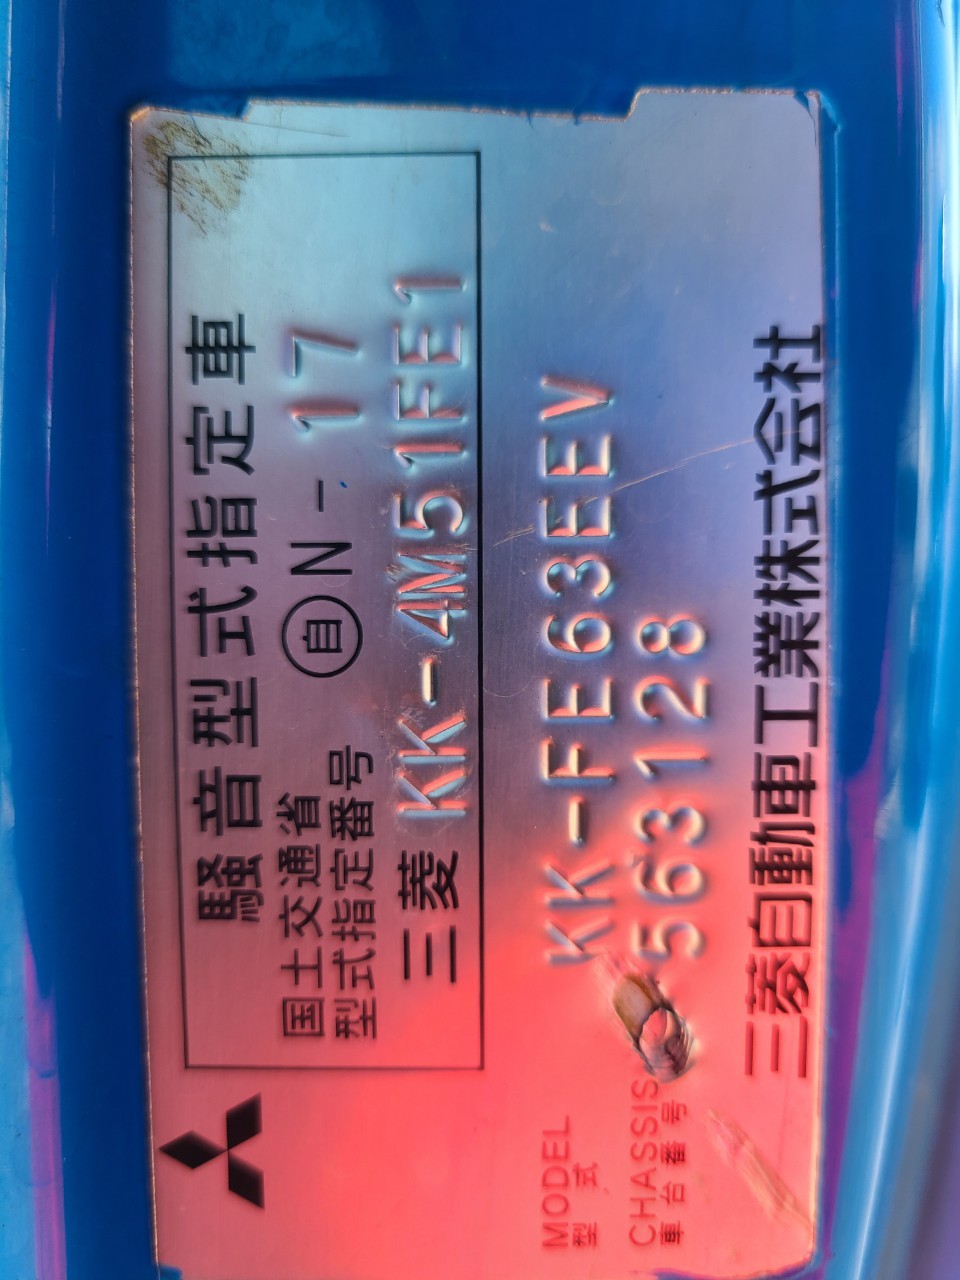 騒音型式指定車
国土交通省
型式指定番号
自 N - 17
三菱 KK-4M51FE1
MODEL
型式
KK-FE63EEV
CHASSIS
車台番号
563128
三菱自動車工業株式会社